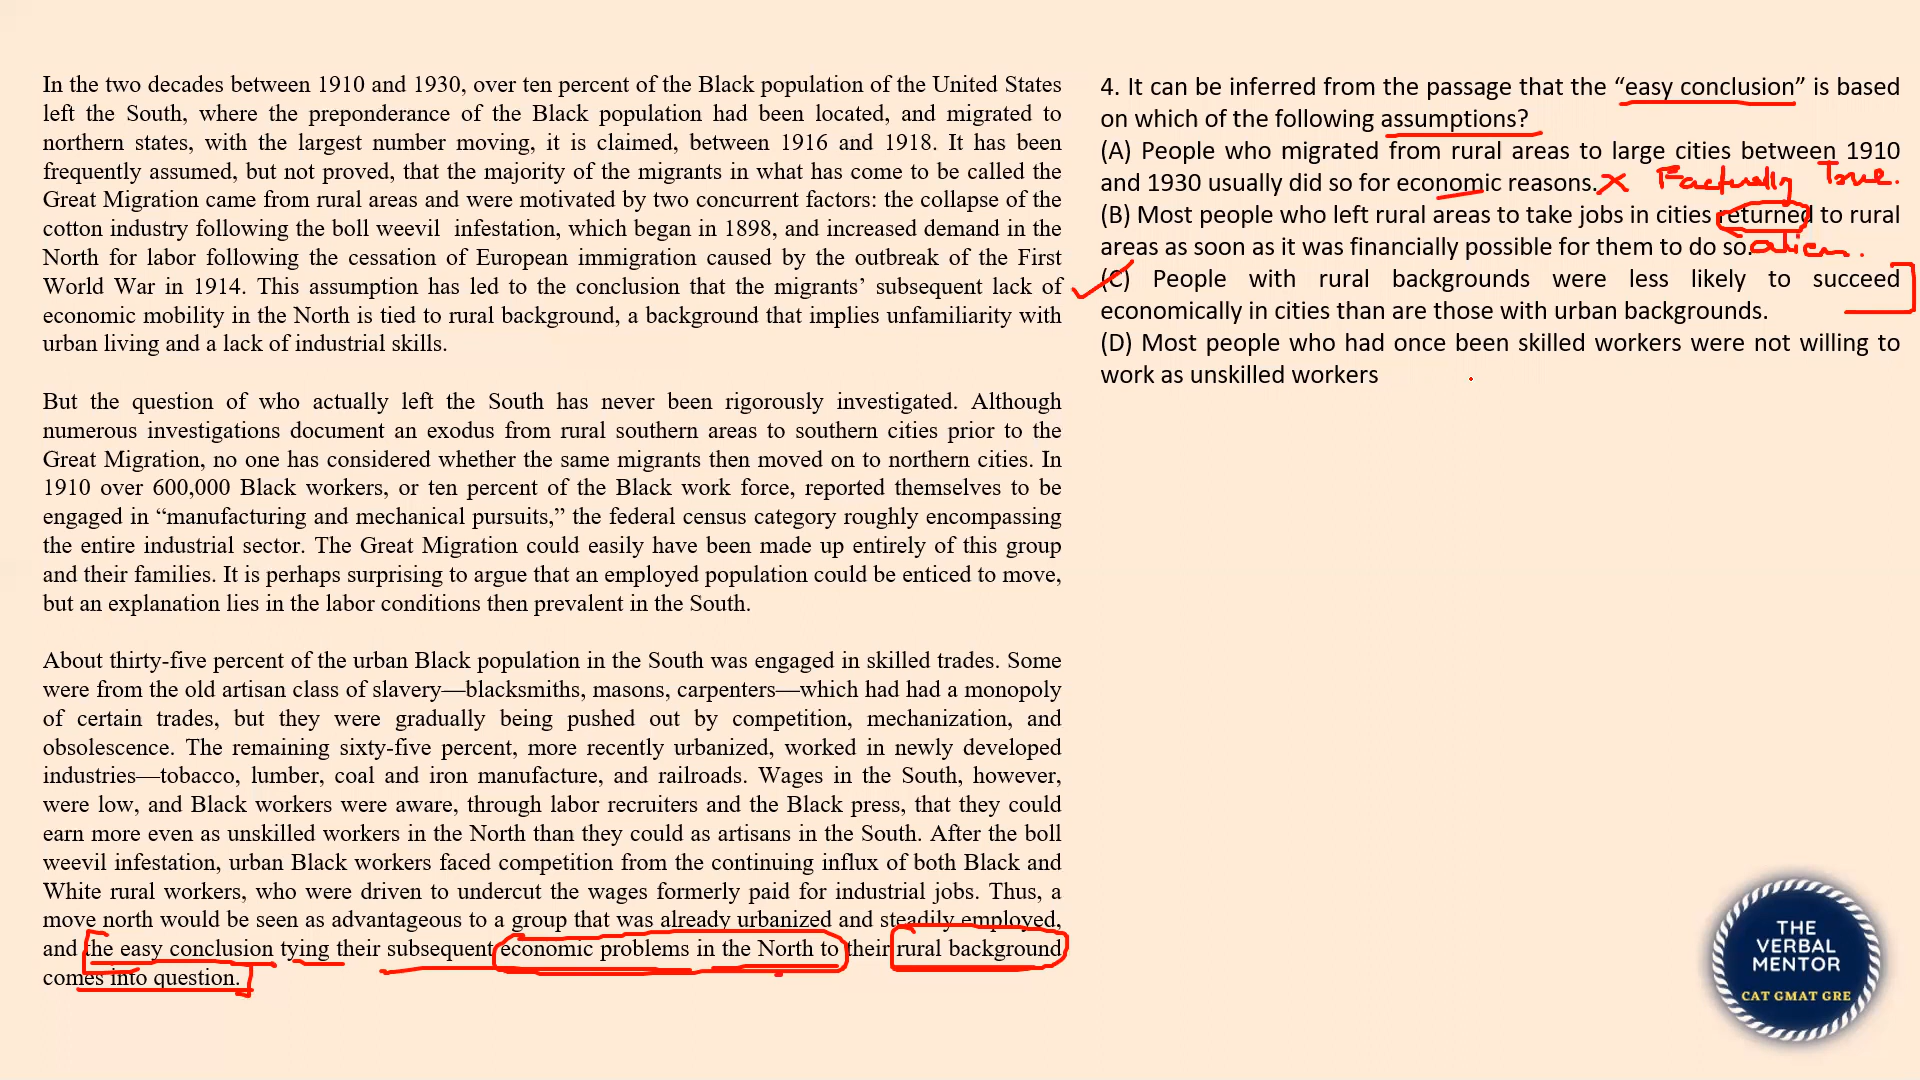 In the two decades between 1910 and 1930, over ten percent of the Black population of the United States
left the South, where the preponderance of the Black population had been located, and migrated to
northern states, with the largest number moving, it is claimed, between 1916 and 1918. It has been
frequently assumed, but not proved, that the majority of the migrants in what has come to be called the
Great Migration came from rural areas and were motivated by two concurrent factors: the collapse of the
cotton industry following the boll weevil infestation, which began in 1898, and increased demand in the
North for labor following the cessation of European immigration caused by the outbreak of the First
World War in 1914. This assumption has led to the conclusion that the migrants’ subsequent lack of
economic mobility in the North is tied to rural background, a background that implies unfamiliarity with
urban living and a lack of industrial skills.
But the question of who actually left the South has never been rigorously investigated. Although
numerous investigations document an exodus from rural southern areas to southern cities prior to the
Great Migration, no one has considered whether the same migrants then moved on to northern cities. In
1910 over 600,000 Black workers, or ten percent of the Black work force, reported themselves to be
engaged in “manufacturing and mechanical pursuits,” the federal census category roughly encompassing
the entire industrial sector. The Great Migration could easily have been made up entirely of this group
and their families. It is perhaps surprising to argue that an employed population could be enticed to move,
but an explanation lies in the labor conditions then prevalent in the South.
About thirty-five percent of the urban Black population in the South was engaged in skilled trades. Some
were from the old artisan class of slavery—blacksmiths, masons, carpenters—which had had a monopoly
of certain trades, but they were gradually being pushed out by competition, mechanization, and
obsolescence. The remaining sixty-five percent, more recently urbanized, worked in newly developed
industries—tobacco, lumber, coal and iron manufacture, and railroads. Wages in the South, however,
were low, and Black workers were aware, through labor recruiters and the Black press, that they could
earn more even as unskilled workers in the North than they could as artisans in the South. After the boll
weevil infestation, urban Black workers faced competition from the continuing influx of both Black and
White rural workers, who were driven to undercut the wages formerly paid for industrial jobs. Thus, a
move north would be seen as advantageous to a group that was already urbanized and steadily employed,
and the easy conclusion tying their subsequent economic problems in the North to their rural background
comes into question.
4. It can be inferred from the passage that the “easy conclusion” is based
on which of the following assumptions?
(A) People who migrated from rural areas to large cities between 1910
and 1930 usually did so for economic reasons. X Factually True.
(B) Most people who left rural areas to take jobs in cities returned to rural
areas as soon as it was financially possible for them to do so. alien.
(C) People with rural backgrounds were less likely to succeed
economically in cities than are those with urban backgrounds.
(D) Most people who had once been skilled workers were not willing to
work as unskilled workers
THE
VERBAL
MENTOR
CAT GMAT GRE